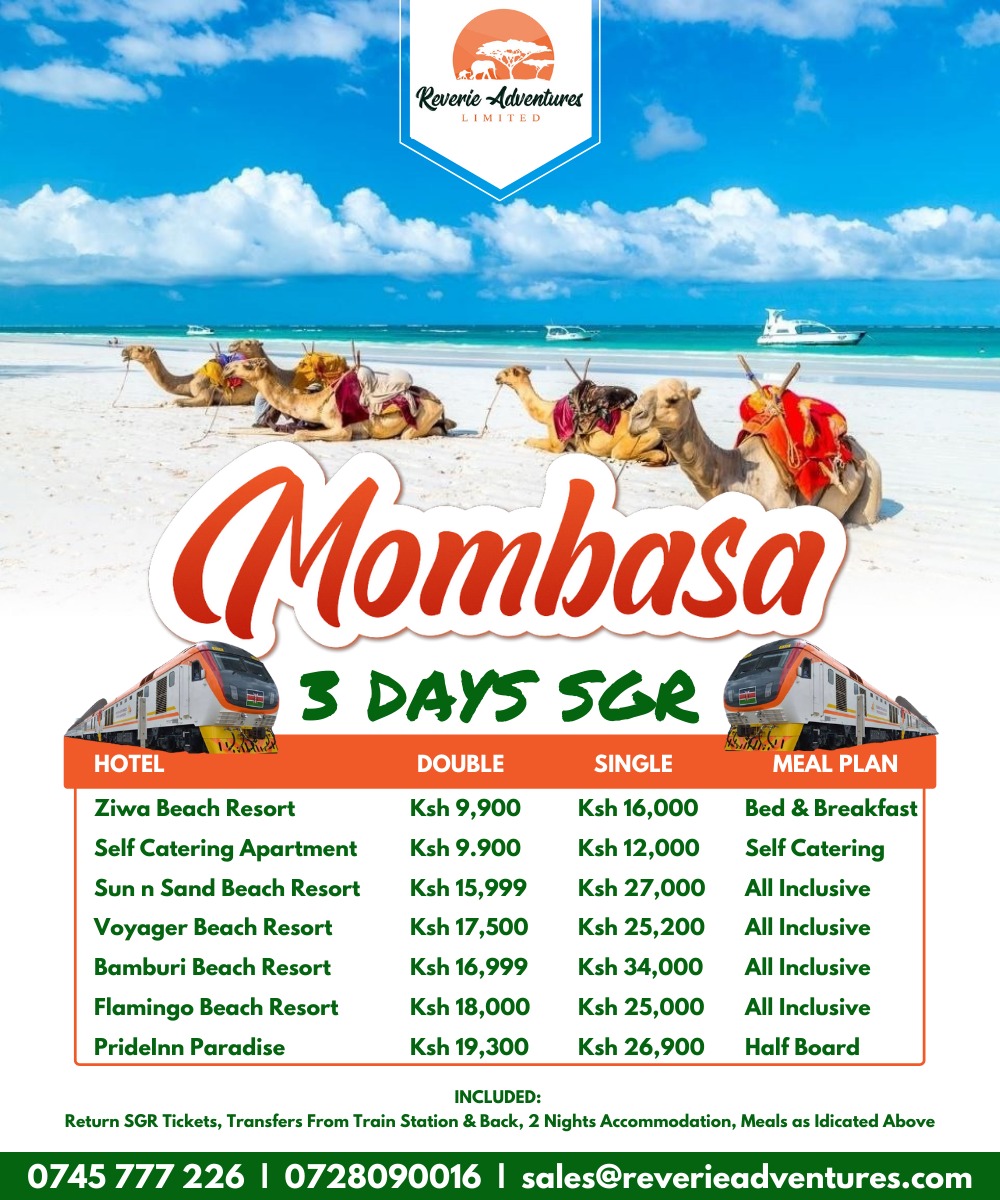 Reverie Adventures
LIMITED
Mombasa
3 DAYS SGR
HOTEL DOUBLE SINGLE MEAL PLAN
Ziwa Beach Resort Ksh 9,900 Ksh 16,000 Bed & Breakfast
Self Catering Apartment Ksh 9.900 Ksh 12,000 Self Catering
Sun n Sand Beach Resort Ksh 15,999 Ksh 27,000 All Inclusive
Voyager Beach Resort Ksh 17,500 Ksh 25,200 All Inclusive
Bamburi Beach Resort Ksh 16,999 Ksh 34,000 All Inclusive
Flamingo Beach Resort Ksh 18,000 Ksh 25,000 All Inclusive
PrideInn Paradise Ksh 19,300 Ksh 26,900 Half Board
INCLUDED:
Return SGR Tickets, Transfers From Train Station & Back, 2 Nights Accommodation, Meals as Idicated Above
0745 777 226 | 0728090016 | sales@reverieadventures.com